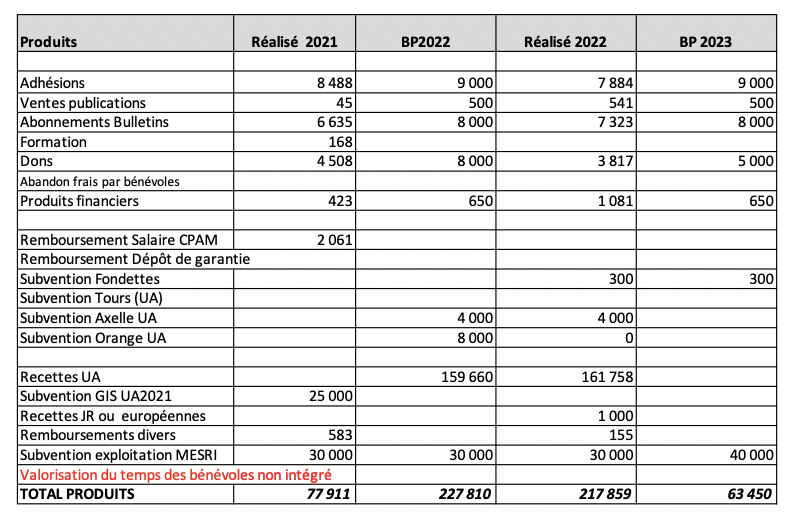 Produits Réalisé 2021 BP2022 Réalisé 2022 BP 2023
Adhésions 8 488 9 000 7 884 9 000
Ventes publications 45 500 541 500
Abonnements Bulletins 6 635 8 000 7 323 8 000
Formation 168
Dons 4 508 8 000 3 817 5 000
Abandon frais par bénévoles
Produits financiers 423 650 1 081 650
Remboursement Salaire CPAM 2 061
Remboursement Dépôt de garantie
Subvention Fondettes 300 300
Subvention Tours (UA)
Subvention Axelle UA 4 000 4 000
Subvention Orange UA 8 000 0
Recettes UA 159 660 161 758
Subvention GIS UA2021 25 000
Recettes JR ou européennes 1 000
Remboursements divers 583 155
Subvention exploitation MESRI 30 000 30 000 30 000 40 000
Valorisation du temps des bénévoles non intégré
TOTAL PRODUITS 77 911 227 810 217 859 63 450